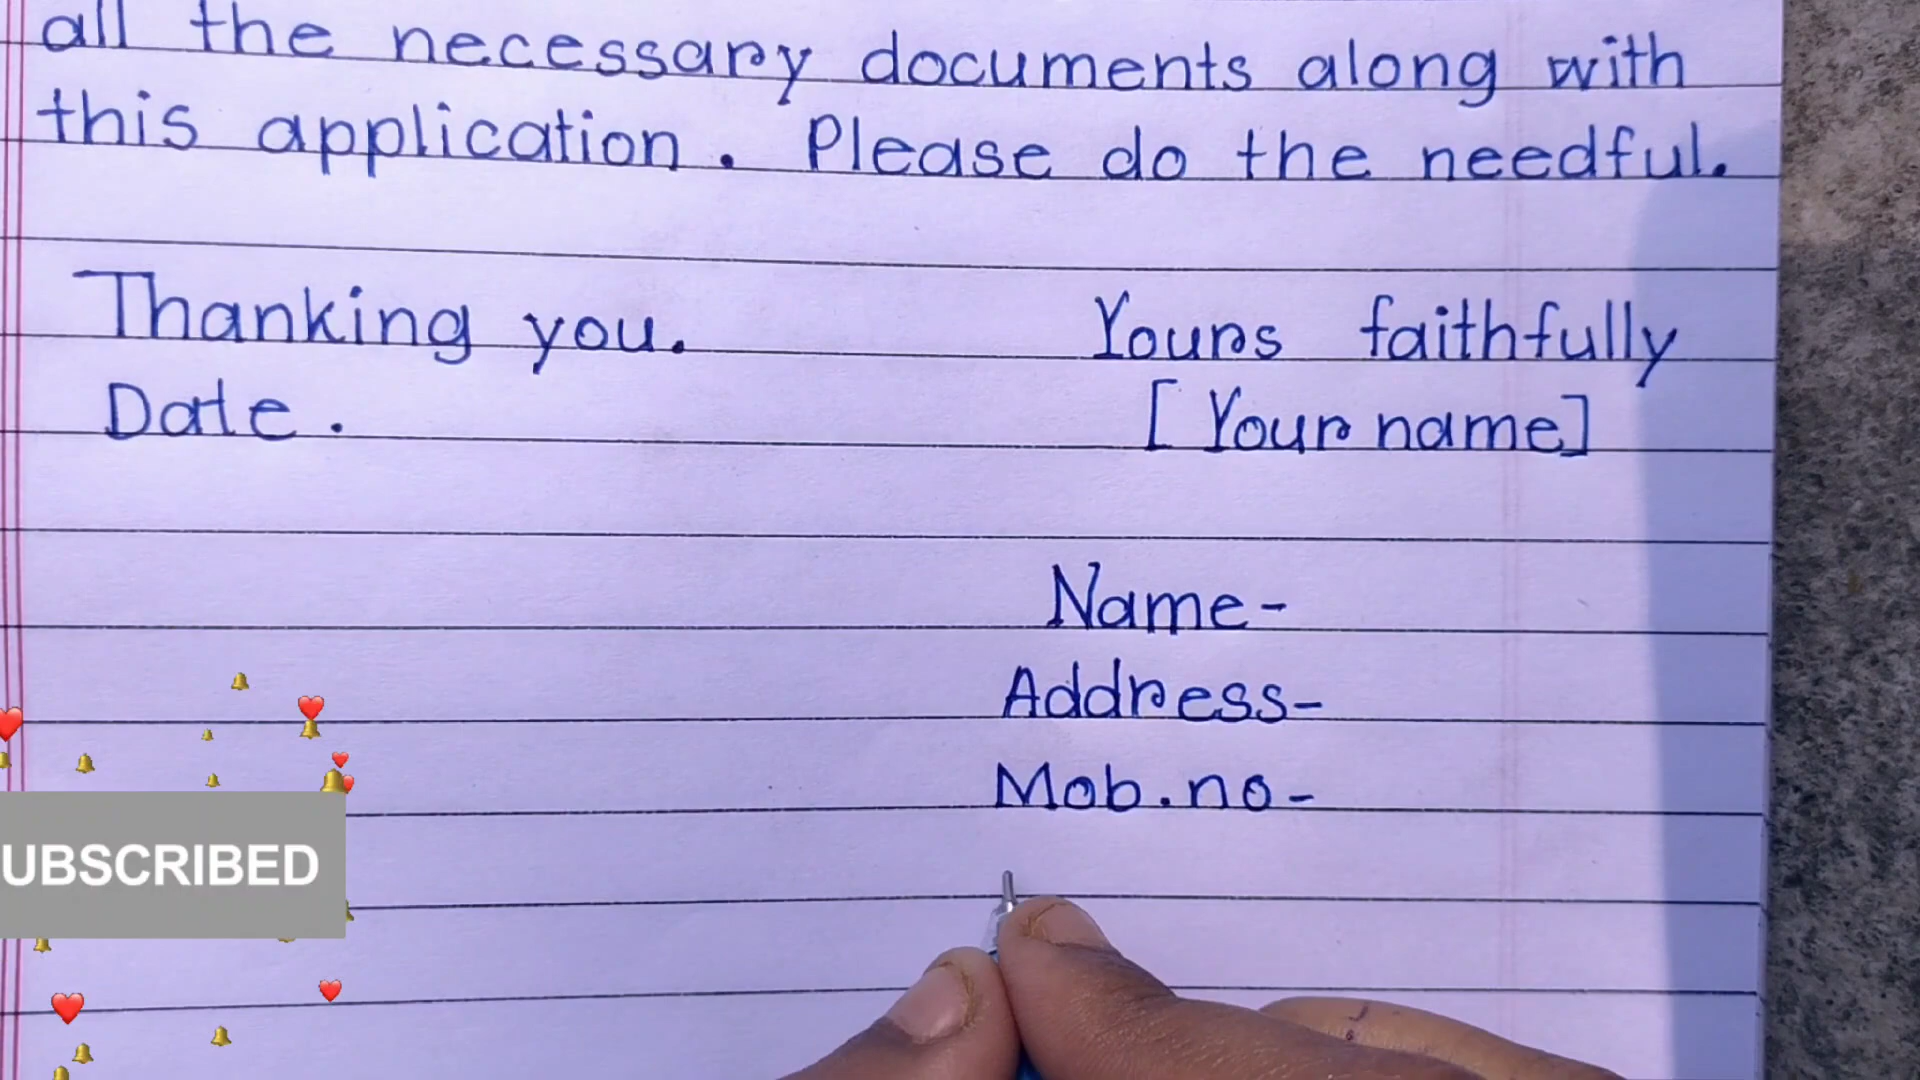 all the necessary documents along with
this application. Please do the needful.
Thanking you.
Yours faithfully
Date.
[Your name]
Name-
Address-
Mob.no-
UBSCRIBED